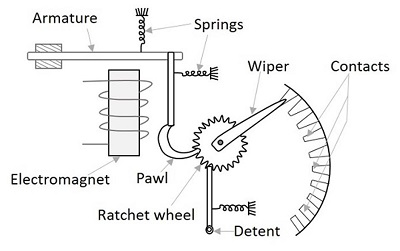 Armature
Springs
Wiper
Contacts
Electromagnet
Pawl
Ratchet wheel
Detent